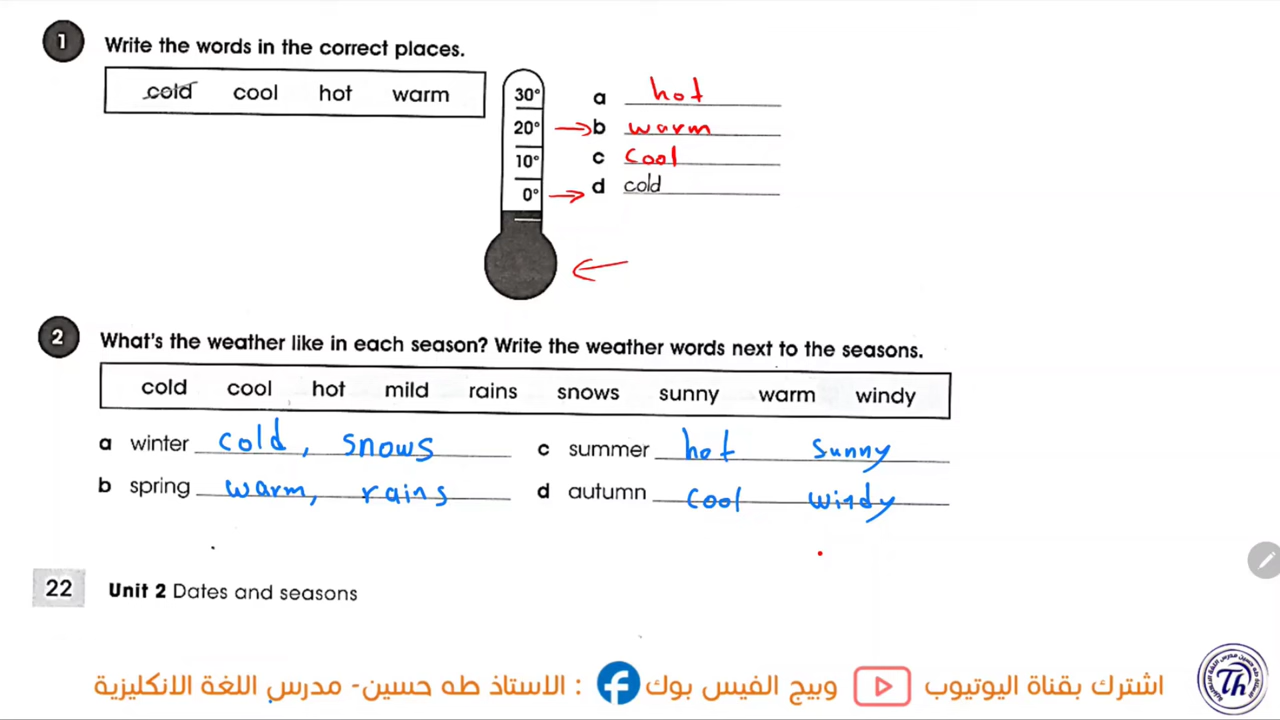 1 Write the words in the correct places.
cold cool hot warm
30° a hot
20° b warm
10° c cool
0° d cold
2 What's the weather like in each season? Write the weather words next to the seasons.
cold cool hot mild rains snows sunny warm windy
a winter cold, snows c summer hot sunny
b spring warm, rains d autumn cool windy
22 Unit 2 Dates and seasons
اشترك بقناة اليوتيوب وبيج الفيس بوك : الاستاذ طه حسين- مدرس اللغة الانكليزية
Th